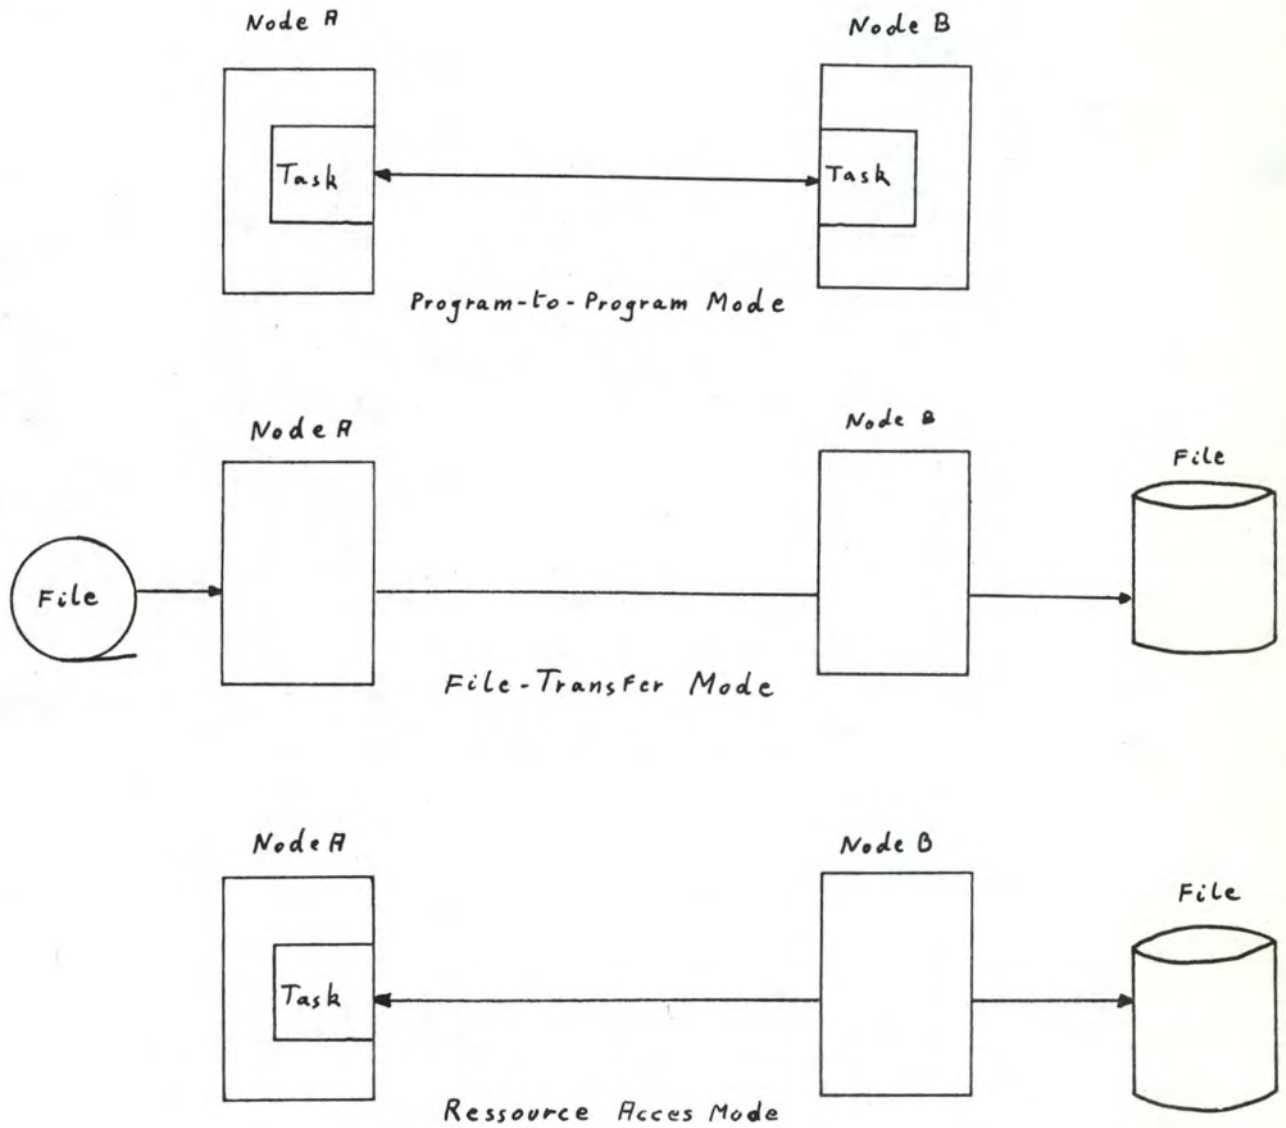 Node A
Node B
Task
Task
Program-to-Program Mode
Node A
Node B
File
File
File-Transfer Mode
Node A
Node B
File
Task
Ressource Acces Mode